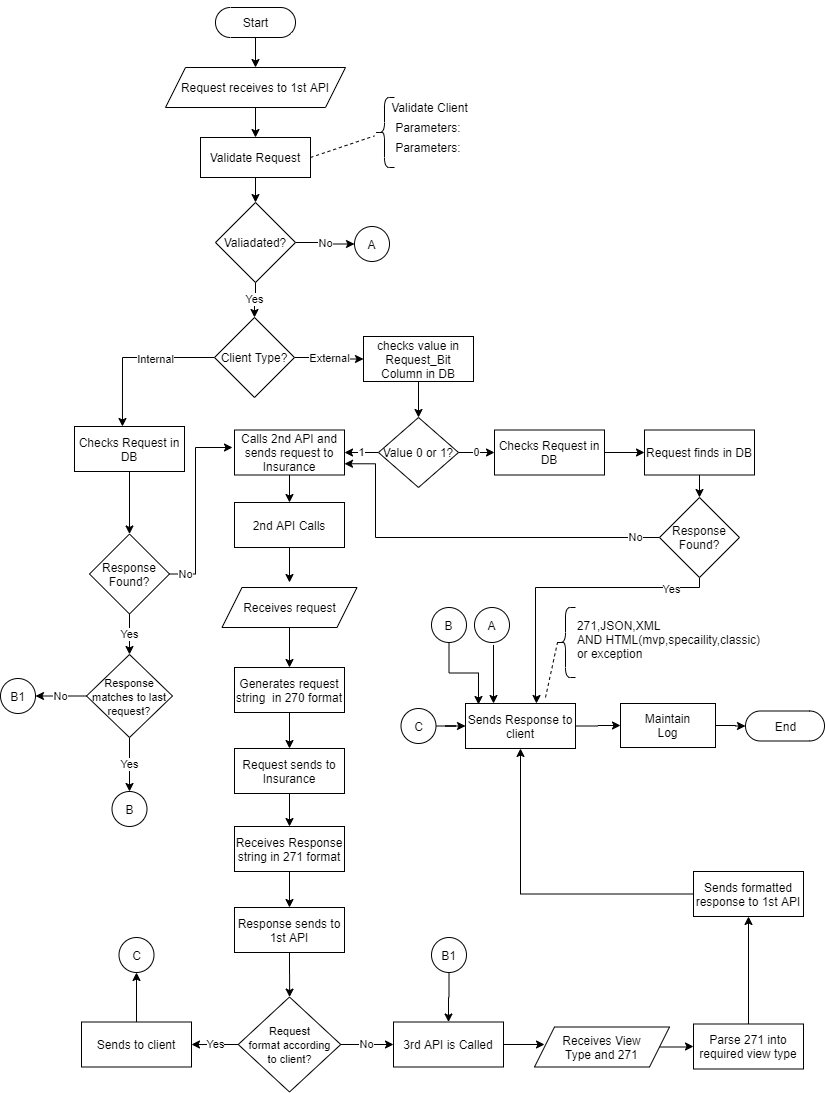 Start
Request receives to 1st API
Validate Client
Parameters:
Parameters:
Validate Request
Valiadated?
No
A
Yes
Client Type?
Internal
External
checks value in
Request_Bit
Column in DB
Checks Request in
DB
Calls 2nd API and
sends request to
Insurance
1
Value 0 or 1?
0
Checks Request in
DB
Request finds in DB
2nd API Calls
No
Response
Found?
Response
Found?
No
Yes
Receives request
271,JSON,XML
AND HTML(mvp,specaility,classic)
or exception
B
A
Yes
Response
matches to last
request?
No
B1
Generates request
string in 270 format
C
Sends Response to
client
Maintain
Log
End
Yes
B
Request sends to
Insurance
Receives Response
string in 271 format
Sends formatted
response to 1st API
Response sends to
1st API
C
B1
Sends to client
Yes
Request
format according
to client?
No
3rd API is Called
Receives View
Type and 271
Parse 271 into
required view type